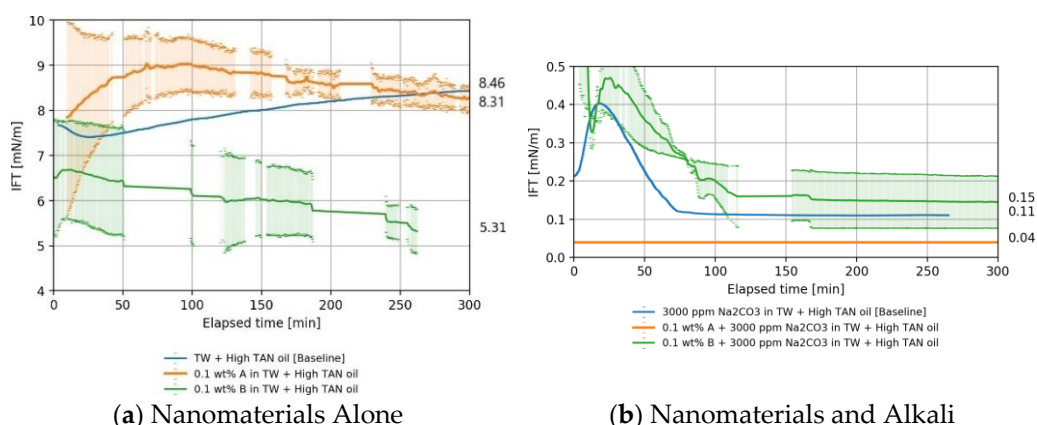 10
9
8
7
6
5
4
IFT [mN/m]
0 50 100 150 200 250 300
Elapsed time [min]
8.46
8.31
5.31
TW + High TAN oil [Baseline]
0.1 wt% A in TW + High TAN oil
0.1 wt% B in TW + High TAN oil
(a) Nanomaterials Alone
0.5
0.4
0.3
0.2
0.1
0.0
IFT [mN/m]
0 50 100 150 200 250 300
Elapsed time [min]
0.15
0.11
0.04
3000 ppm Na2CO3 in TW + High TAN oil [Baseline]
0.1 wt% A + 3000 ppm Na2CO3 in TW + High TAN oil
0.1 wt% B + 3000 ppm Na2CO3 in TW + High TAN oil
(b) Nanomaterials and Alkali